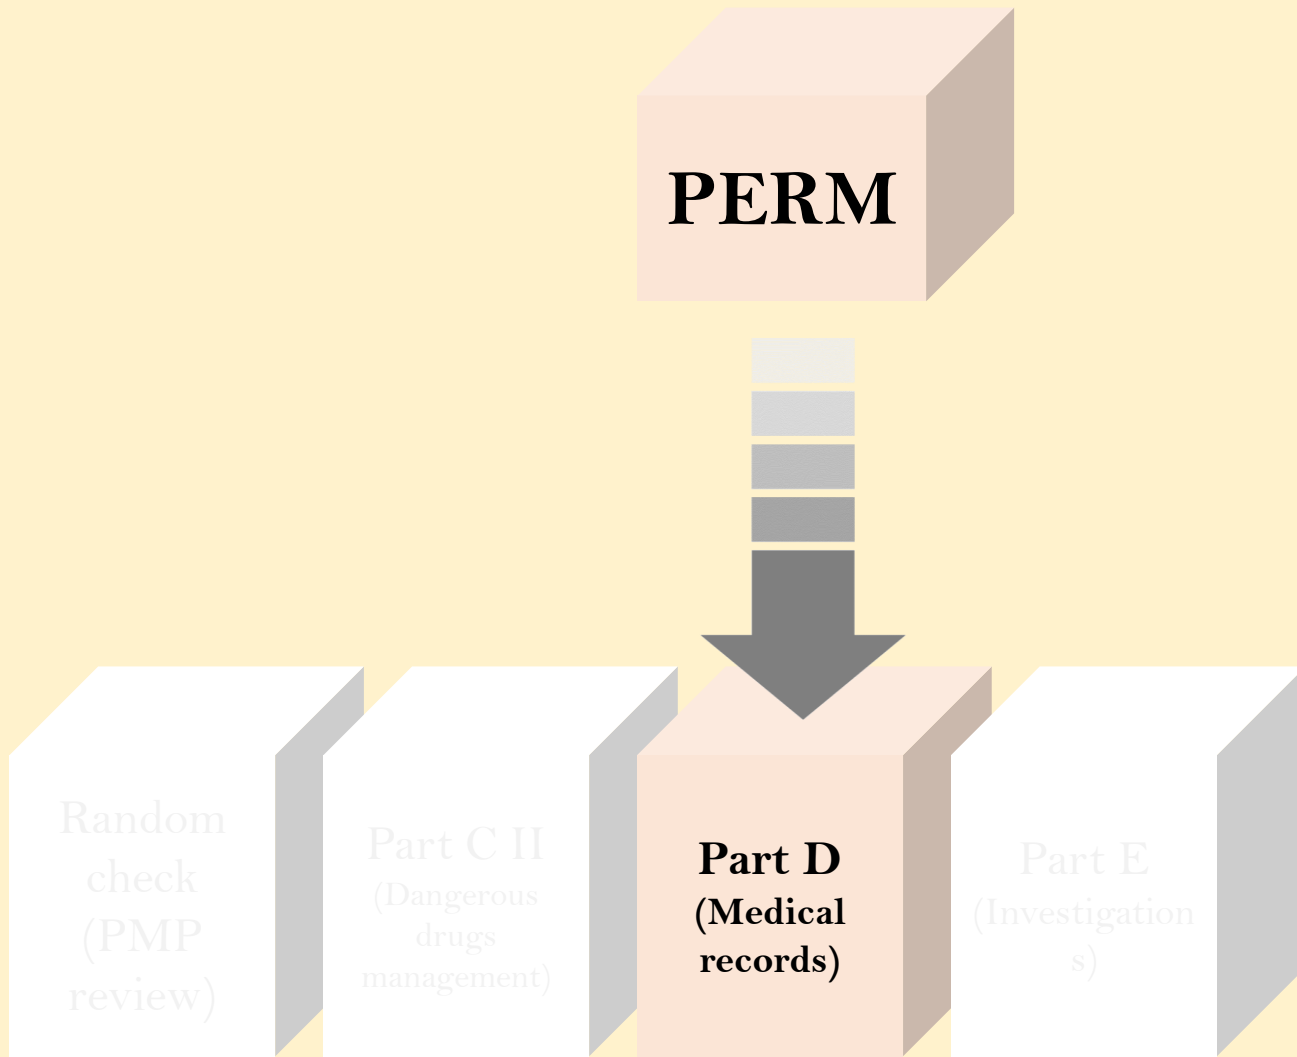 PERM
Random
check
(PMP
review)
Part C II
(Dangerous
drugs
management)
Part D
(Medical
records)
Part E
(Investigation
s)